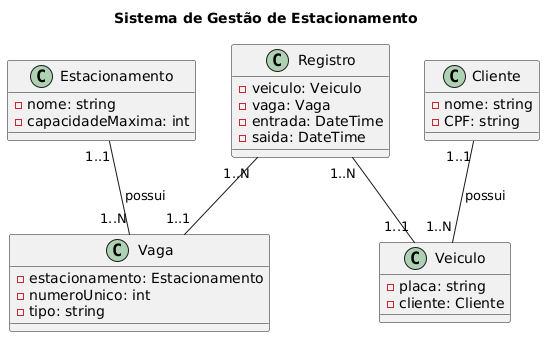 Sistema de Gestão de Estacionamento
C Estacionamento
nome: string
capacidadeMaxima: int
C Registro
veiculo: Veiculo
vaga: Vaga
entrada: DateTime
saida: DateTime
C Cliente
nome: string
CPF: string
1..1
possui
1..N
1..N
1..1
1..N
1..1
1..1
possui
1..N
C Vaga
estacionamento: Estacionamento
numeroUnico: int
tipo: string
C Veiculo
placa: string
cliente: Cliente